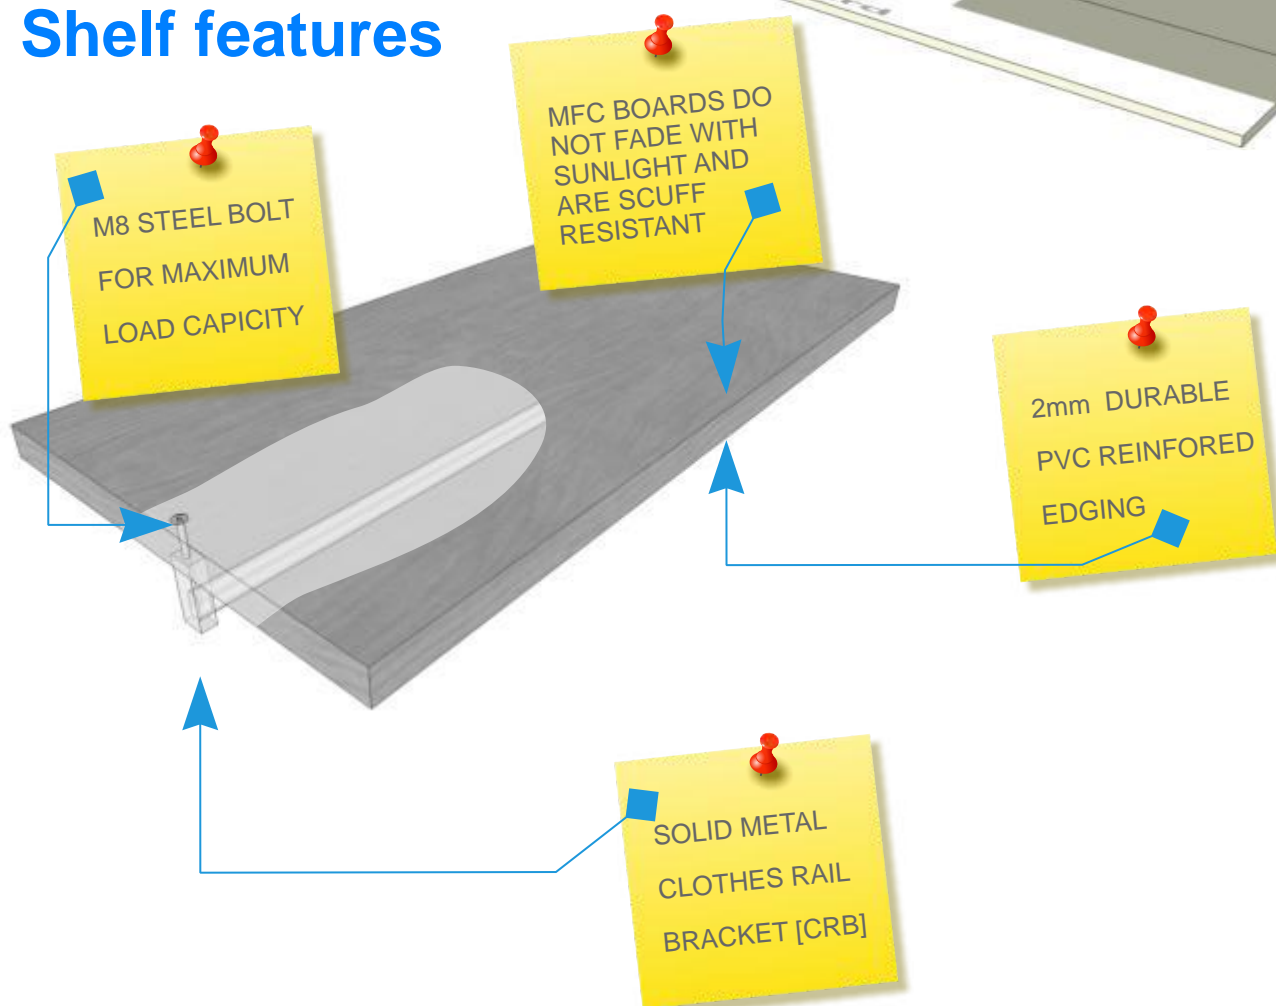 Shelf features
M8 STEEL BOLT
FOR MAXIMUM
LOAD CAPICITY
MFC BOARDS DO
NOT FADE WITH
SUNLIGHT AND
ARE SCUFF
RESISTANT
2mm DURABLE
PVC REINFORED
EDGING
SOLID METAL
CLOTHES RAIL
BRACKET [CRB]